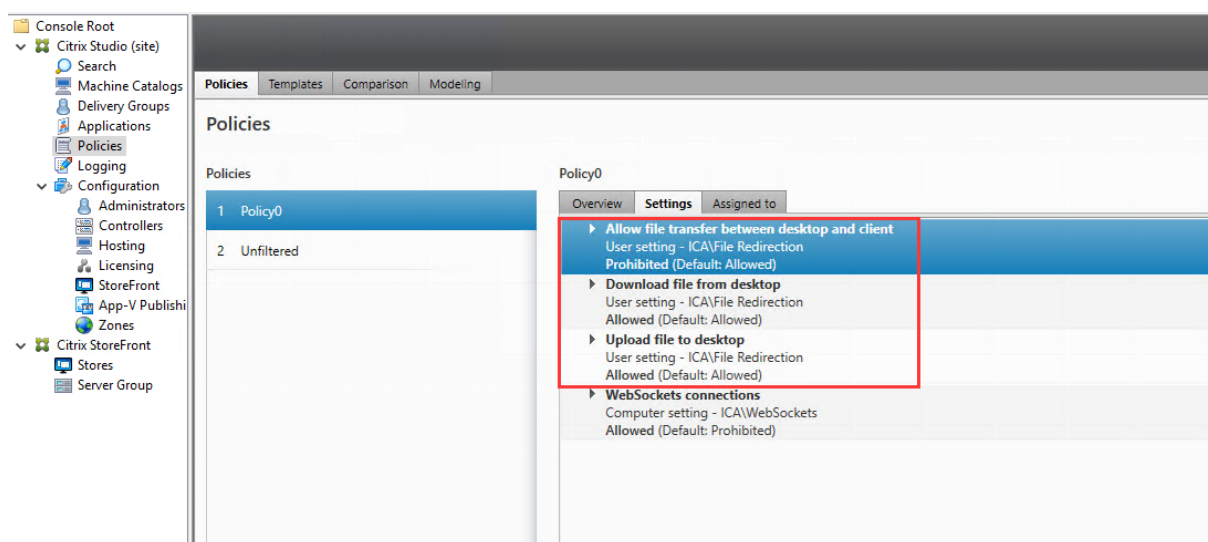 Console Root
Citrix Studio (site)
Search
Machine Catalogs
Delivery Groups
Applications
Policies
Logging
Configuration
Administrators
Controllers
Hosting
Licensing
StoreFront
App-V Publishi
Zones
Citrix StoreFront
Stores
Server Group
Policies Templates Comparison Modeling
Policies
Policies
1 Policy0
2 Unfiltered
Policy0
Overview Settings Assigned to
Allow file transfer between desktop and client
User setting - ICA\File Redirection
Prohibited (Default: Allowed)
Download file from desktop
User setting - ICA\File Redirection
Allowed (Default: Allowed)
Upload file to desktop
User setting - ICA\File Redirection
Allowed (Default: Allowed)
WebSockets connections
Computer setting - ICA\WebSockets
Allowed (Default: Prohibited)